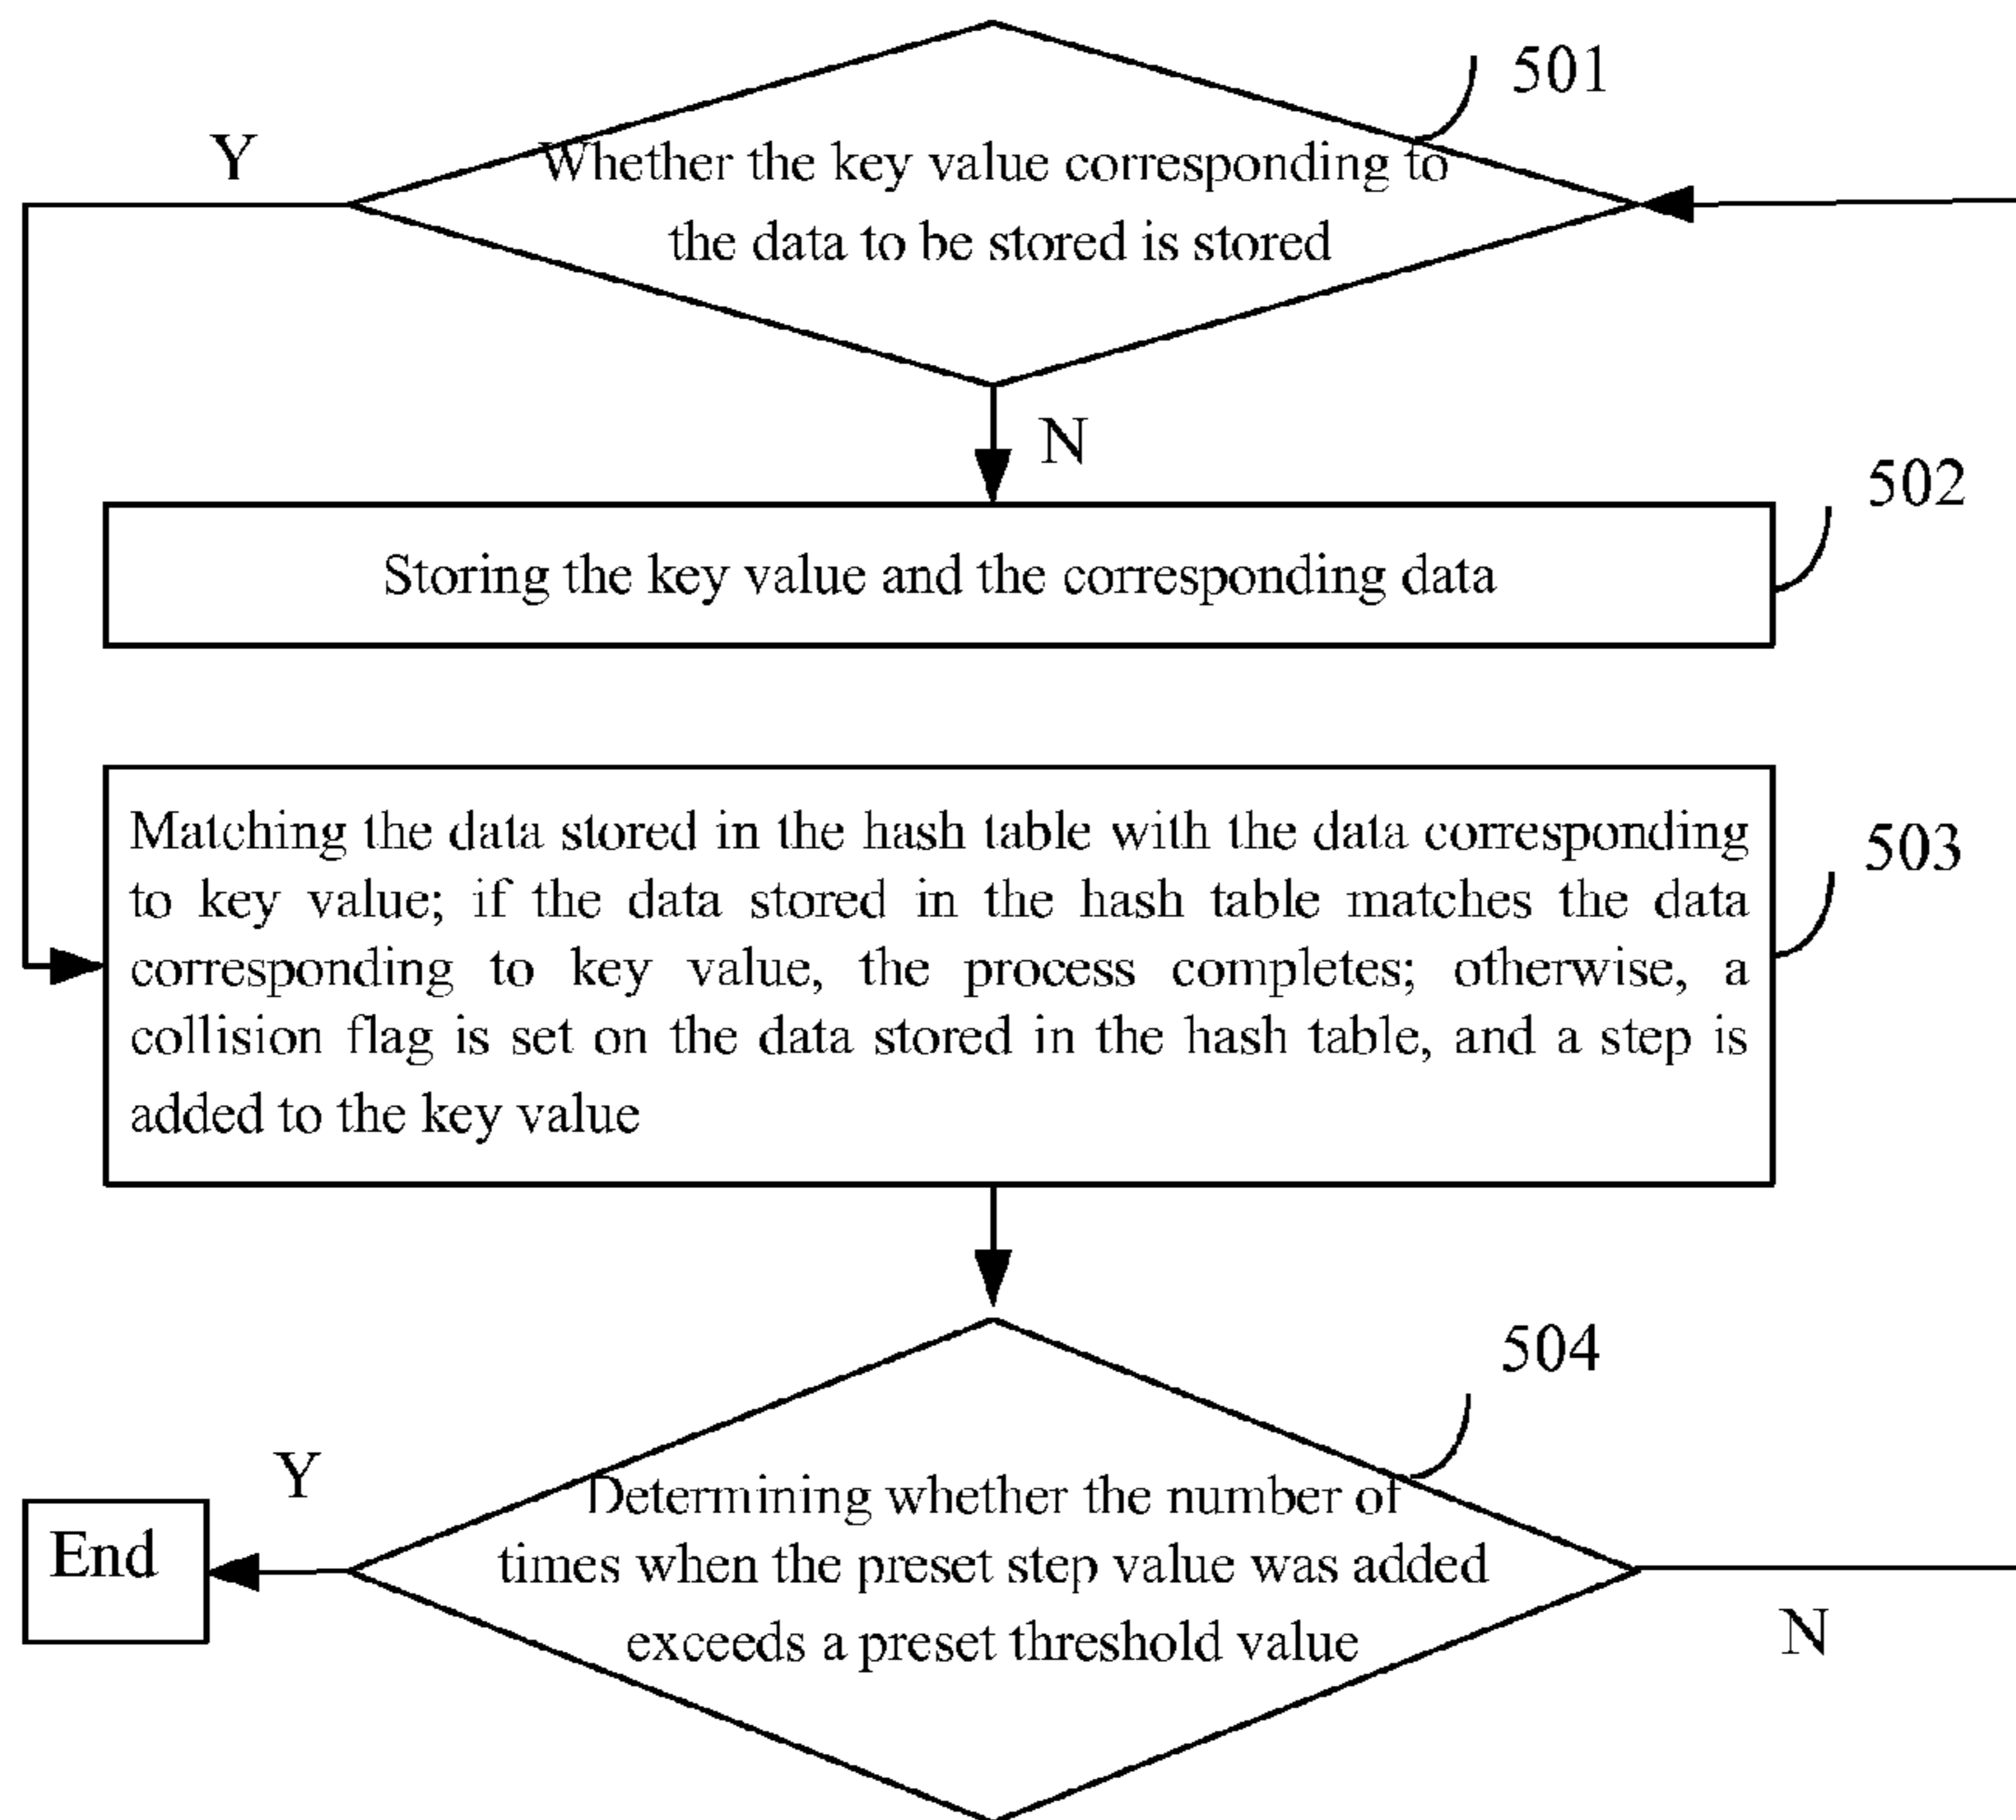 501
Y
Whether the key value corresponding to
the data to be stored is stored
N
502
Storing the key value and the corresponding data
503
Matching the data stored in the hash table with the data corresponding
to key value; if the data stored in the hash table matches the data
corresponding to key value, the process completes; otherwise, a
collision flag is set on the data stored in the hash table, and a step is
added to the key value
504
Y
End
Determining whether the number of
times when the preset step value was added
exceeds a preset threshold value
N